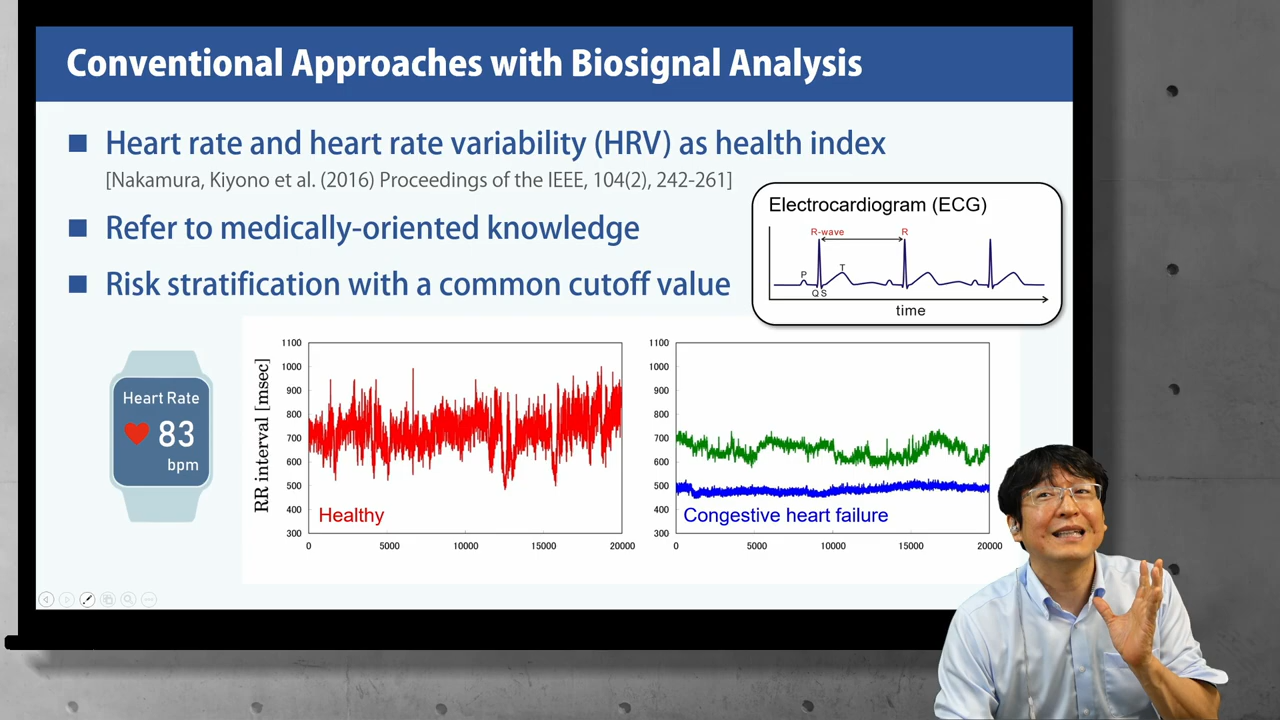 Conventional Approaches with Biosignal Analysis
Heart rate and heart rate variability (HRV) as health index
[Nakamura, Kiyono et al. (2016) Proceedings of the IEEE, 104(2), 242-261]
Refer to medically-oriented knowledge
Risk stratification with a common cutoff value
Electrocardiogram (ECG)
R-wave
R
P
T
Q S
time
Heart Rate
83
bpm
RR interval [msec]
1100
1000
900
800
700
600
500
400
300
Healthy
0
5000
10000
15000
20000
1100
1000
900
800
700
600
500
400
300
Congestive heart failure
0
5000
10000
15000
20000